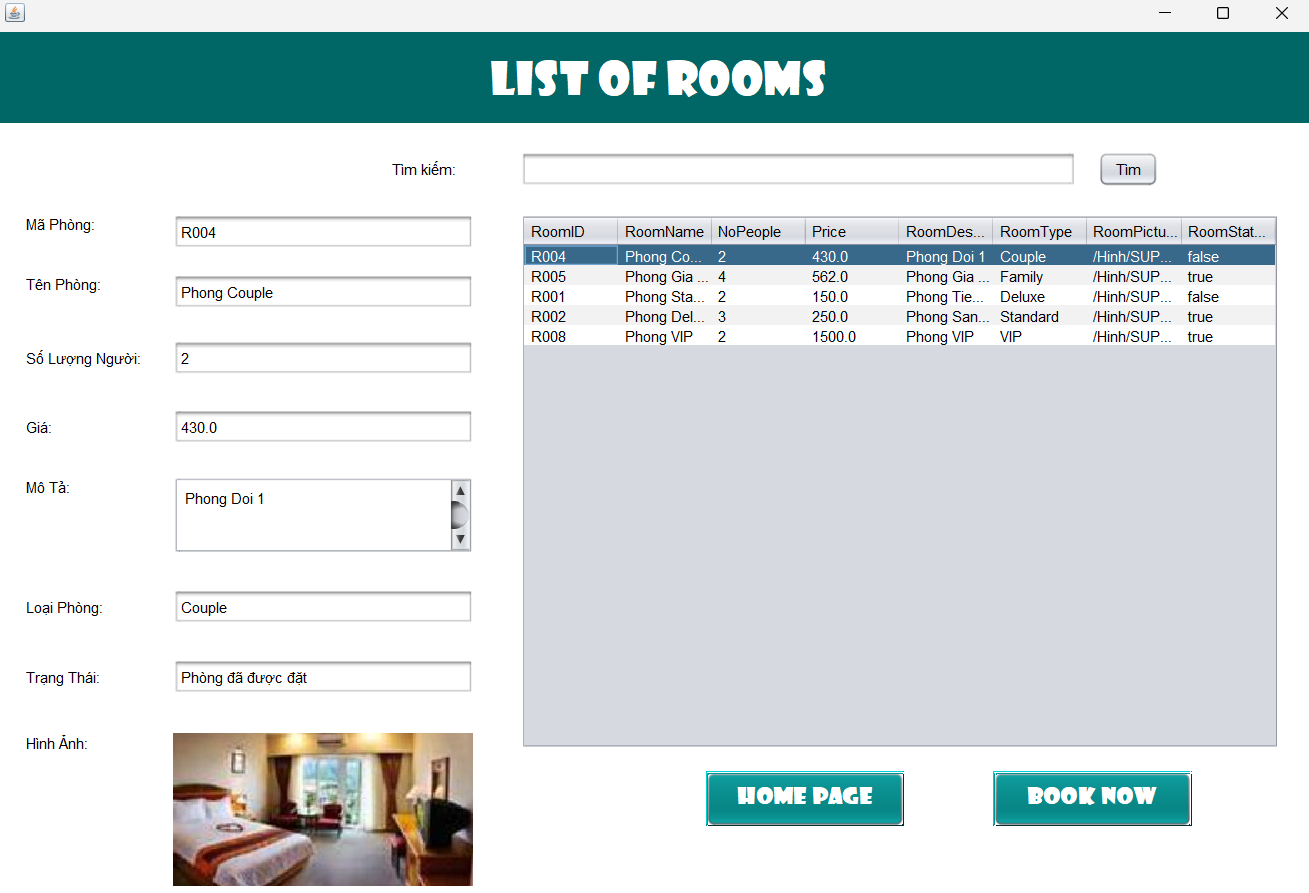 LIST OF ROOMS
Tìm kiếm:
Tìm
Mã Phòng:
R004
Tên Phòng:
Phong Couple
Số Lượng Người:
2
Giá:
430.0
Mô Tả:
Phong Doi 1
Loại Phòng:
Couple
Trạng Thái:
Phòng đã được đặt
Hình Ảnh:
RoomID RoomName NoPeople Price RoomDes... RoomType RoomPictu... RoomStat...
R004 Phong Co... 2 430.0 Phong Doi 1 Couple /Hinh/SUP... false
R005 Phong Gia ... 4 562.0 Phong Gia ... Family /Hinh/SUP... true
R001 Phong Sta... 2 150.0 Phong Tie... Deluxe /Hinh/SUP... false
R002 Phong Del... 3 250.0 Phong San... Standard /Hinh/SUP... true
R008 Phong VIP 2 1500.0 Phong VIP VIP /Hinh/SUP... true
HOME PAGE
BOOK NOW